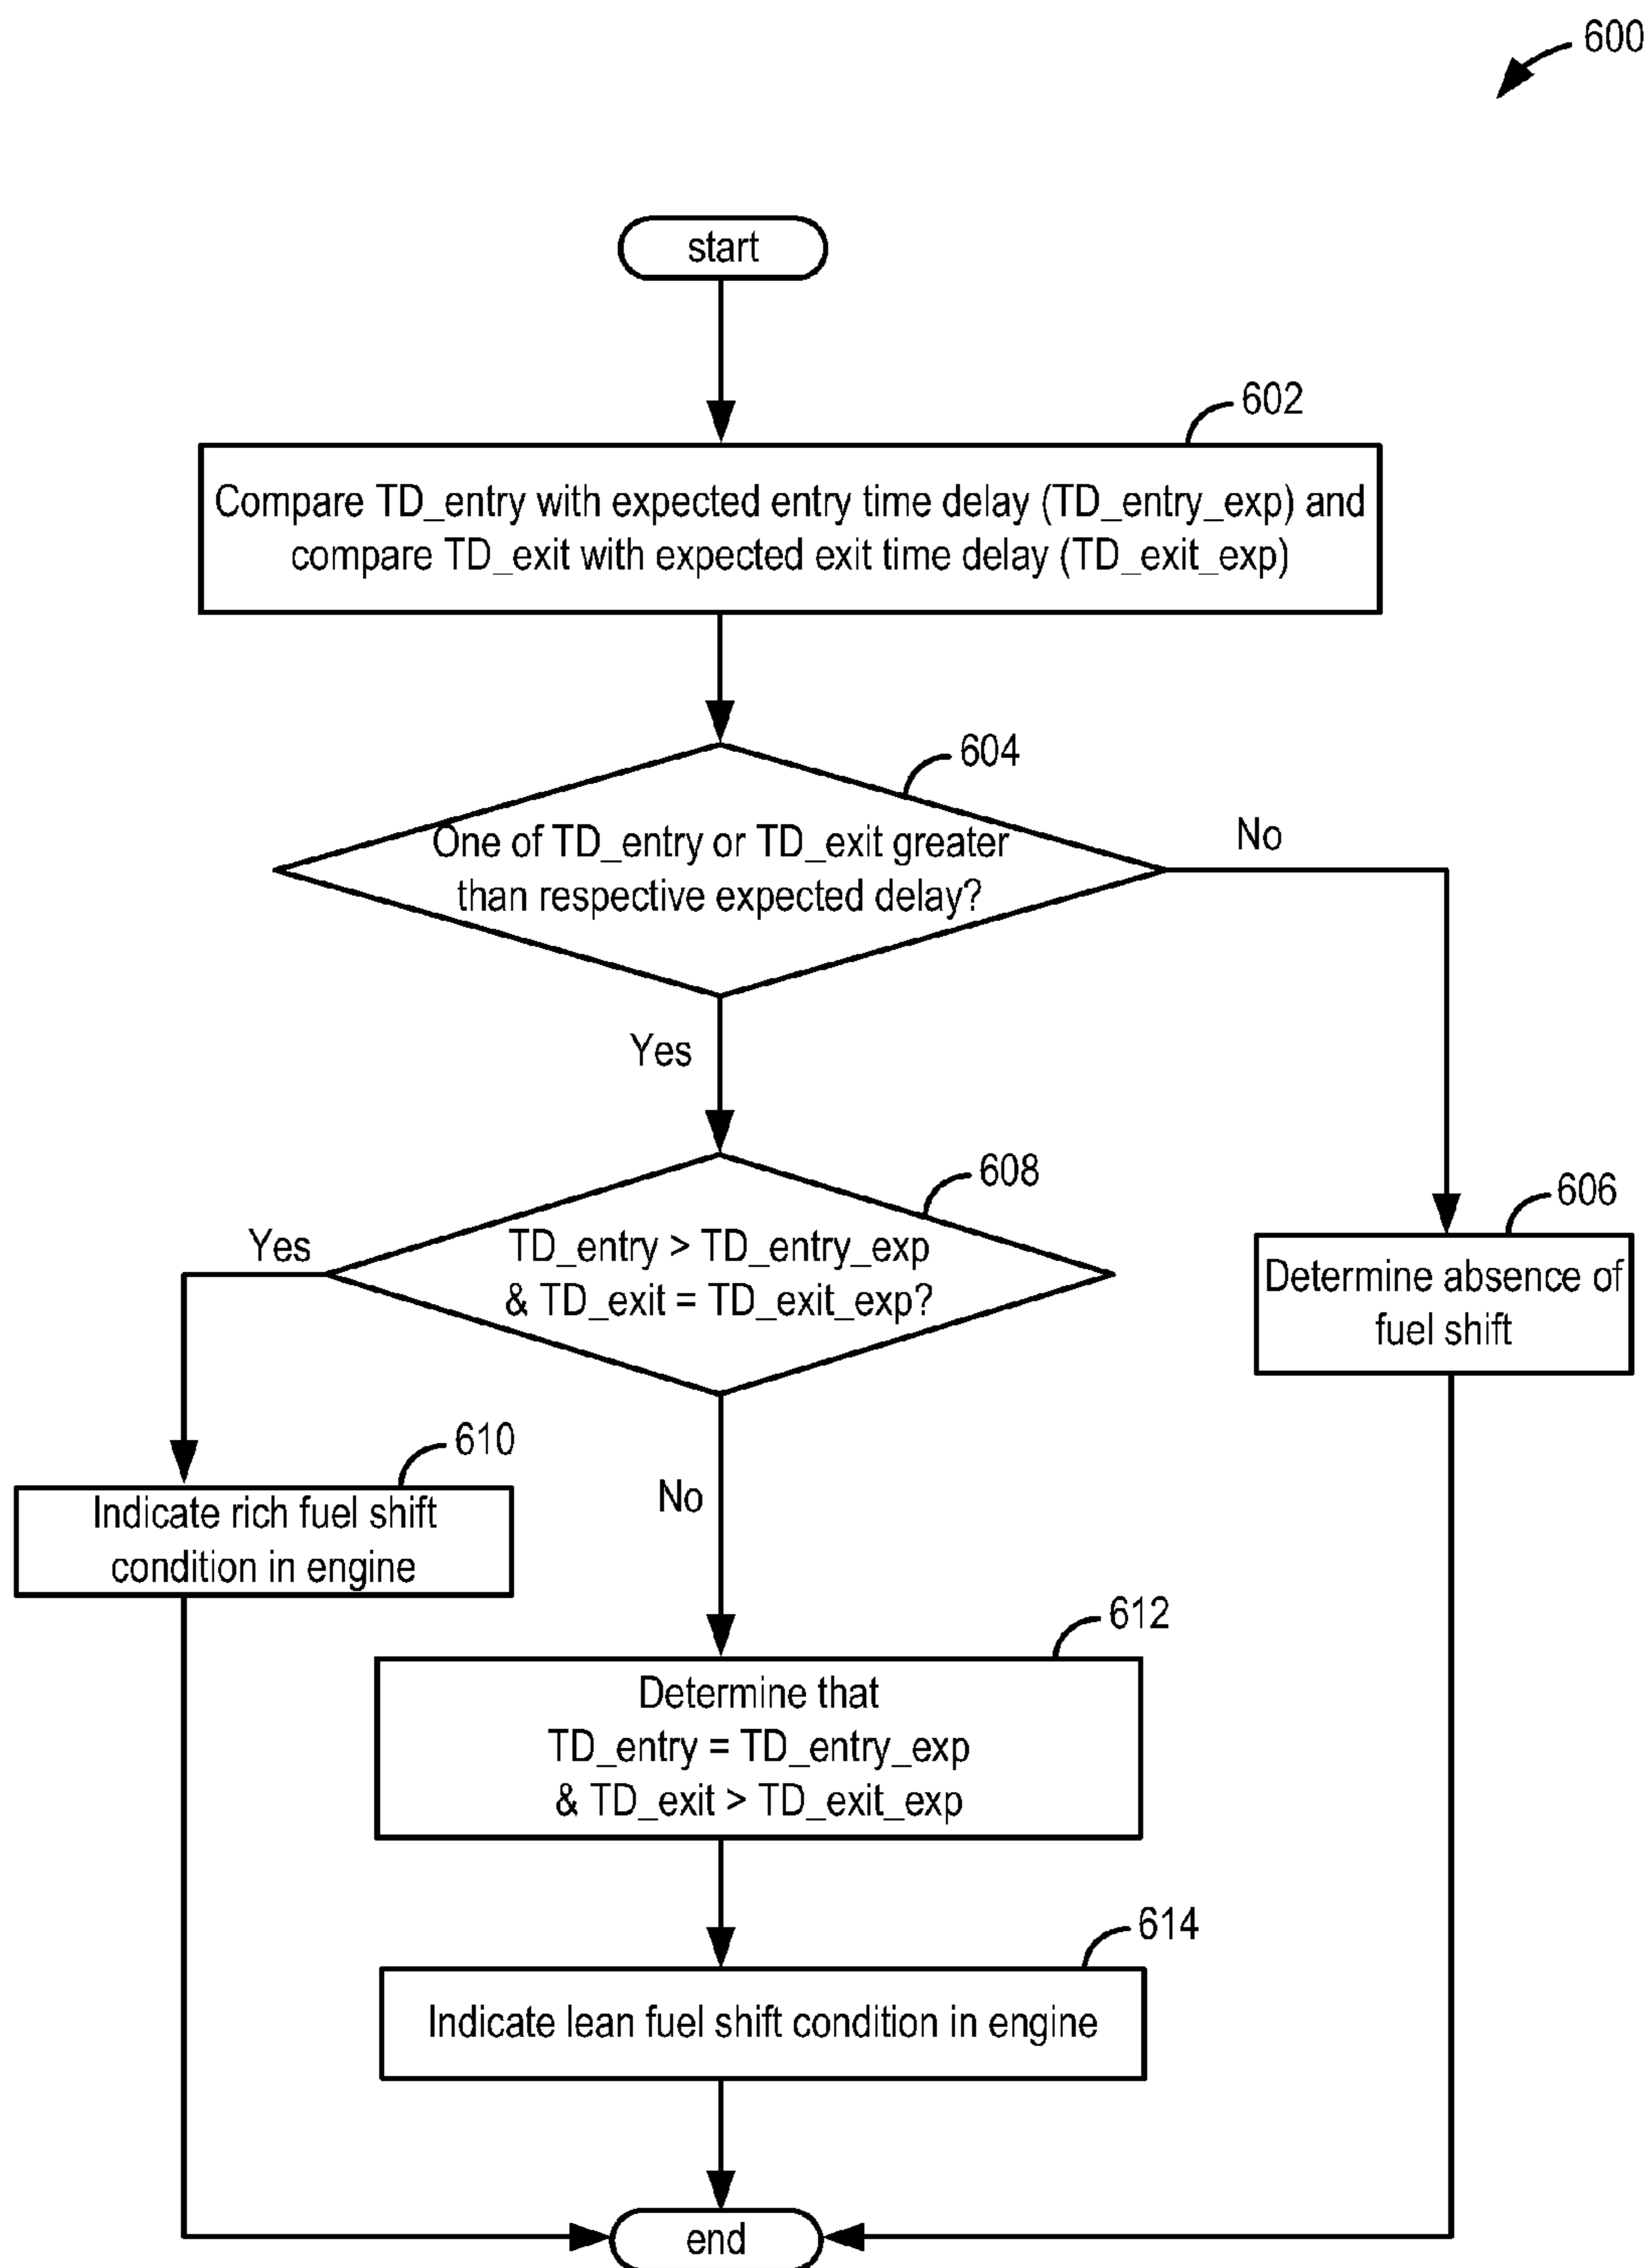 600
start
602
Compare TD_entry with expected entry time delay (TD_entry_exp) and
compare TD_exit with expected exit time delay (TD_exit_exp)
604
One of TD_entry or TD_exit greater
than respective expected delay?
No
Yes
608
TD_entry > TD_entry_exp
& TD_exit = TD_exit_exp?
Yes
606
Determine absence of
fuel shift
610
Indicate rich fuel shift
condition in engine
No
612
Determine that
TD_entry = TD_entry_exp
& TD_exit > TD_exit_exp
614
Indicate lean fuel shift condition in engine
end